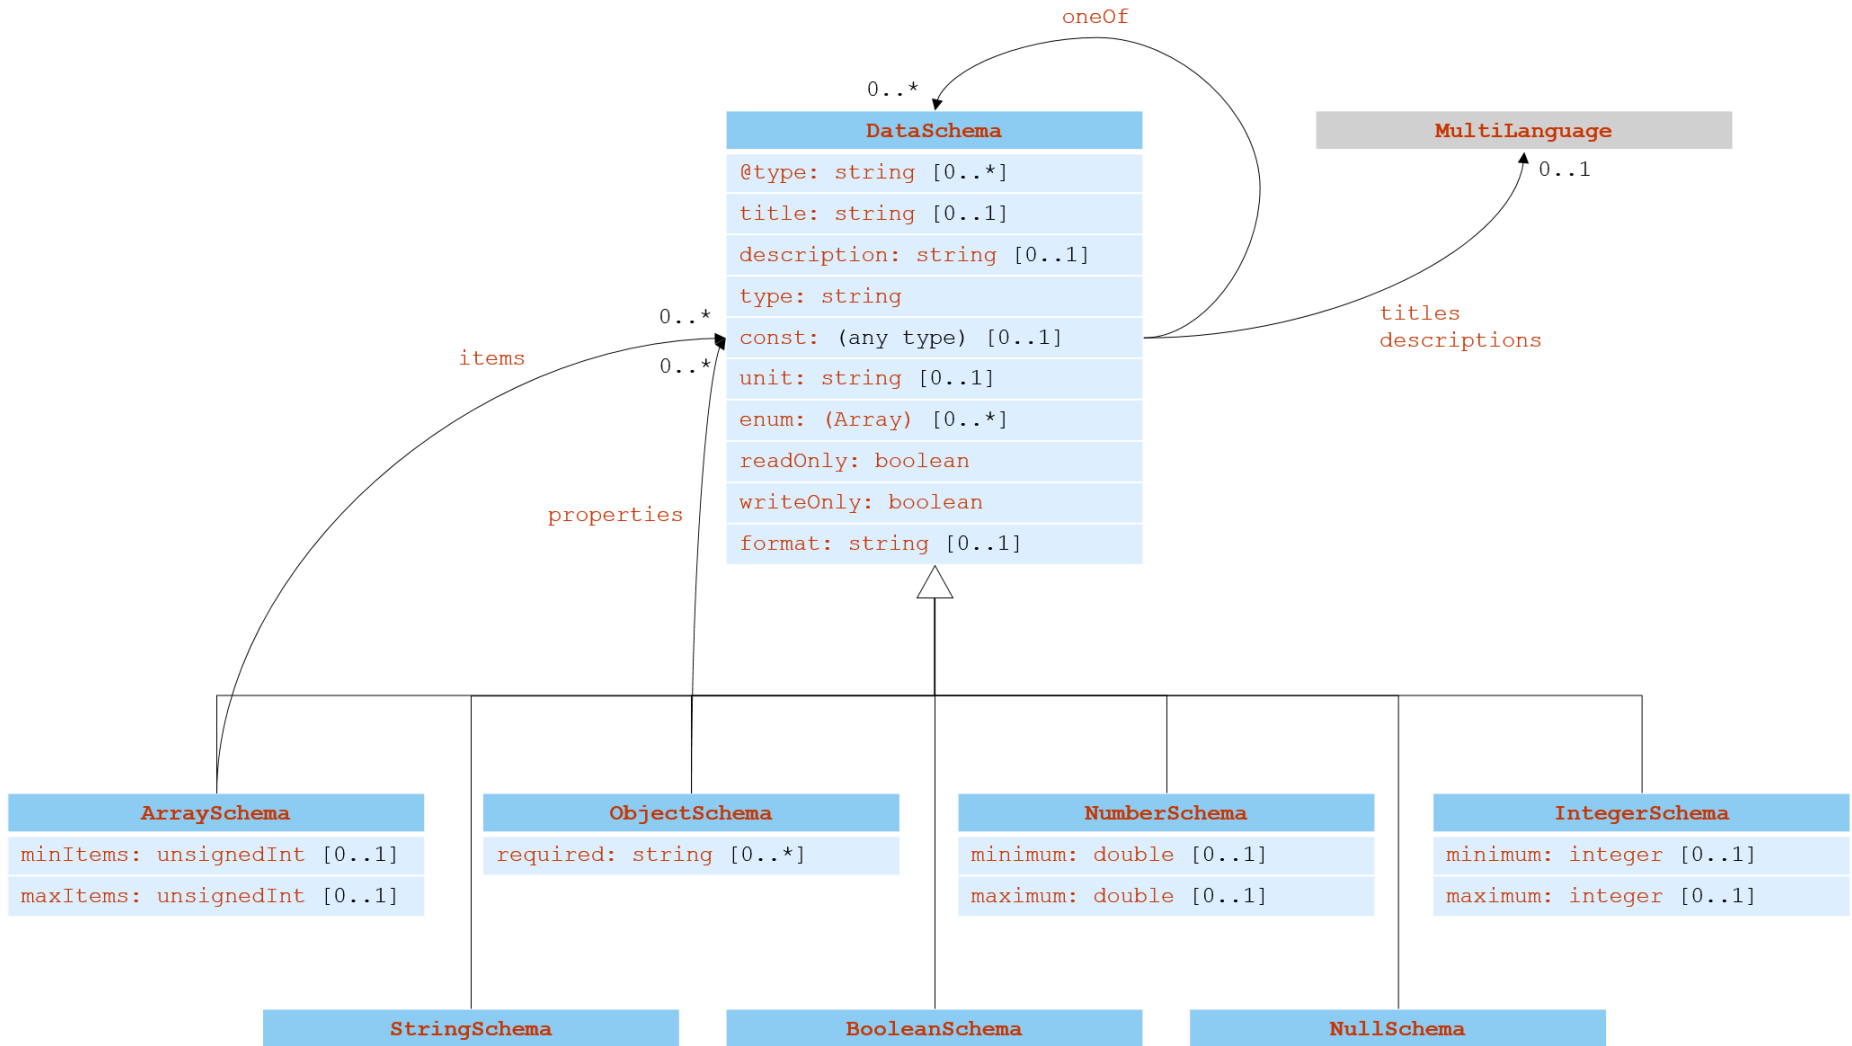 oneOf
0..*
DataSchema
MultiLanguage
@type: string [0..*]
0..1
title: string [0..1]
description: string [0..1]
type: string
0..*
titles
descriptions
const: (any type) [0..1]
items
0..*
unit: string [0..1]
enum: (Array) [0..*]
readOnly: boolean
writeOnly: boolean
properties
format: string [0..1]
ArraySchema
minItems: unsignedInt [0..1]
maxItems: unsignedInt [0..1]
ObjectSchema
required: string [0..*]
NumberSchema
minimum: double [0..1]
maximum: double [0..1]
IntegerSchema
minimum: integer [0..1]
maximum: integer [0..1]
StringSchema
BooleanSchema
NullSchema